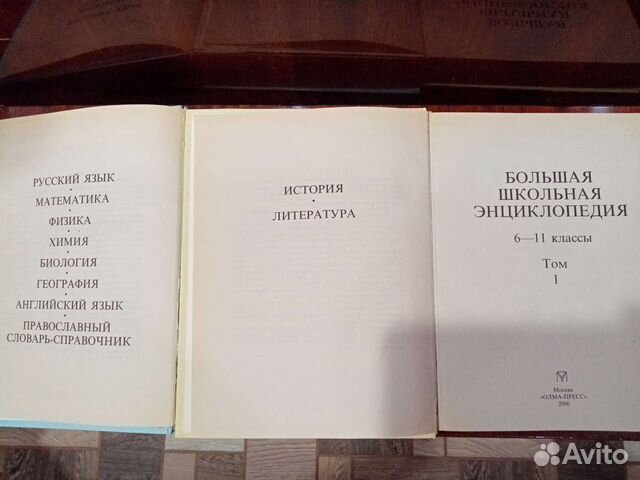 РУССКИЙ ЯЗЫК
•
МАТЕМАТИКА
•
ФИЗИКА
•
ХИМИЯ
•
БИОЛОГИЯ
•
ГЕОГРАФИЯ
•
АНГЛИЙСКИЙ ЯЗЫК
•
ПРАВОСЛАВНЫЙ
СЛОВАРЬ-СПРАВОЧНИК
ИСТОРИЯ
•
ЛИТЕРАТУРА
БОЛЬШАЯ
ШКОЛЬНАЯ
ЭНЦИКЛОПЕДИЯ
6—11 классы
Том
1
Москва
«ОЛМА-ПРЕСС»
2000
Avito